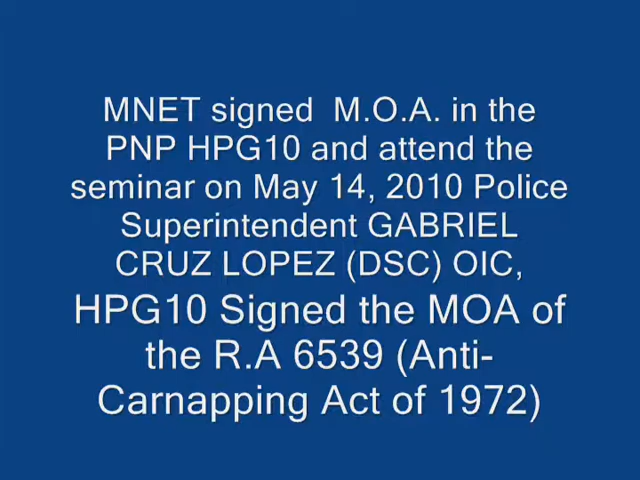 MNET signed  M.O.A. in the
PNP HPG10 and attend the
seminar on May 14, 2010 Police
Superintendent GABRIEL
CRUZ LOPEZ (DSC) OIC,
HPG10 Signed the MOA of
the R.A 6539 (Anti-
Carnapping Act of 1972)